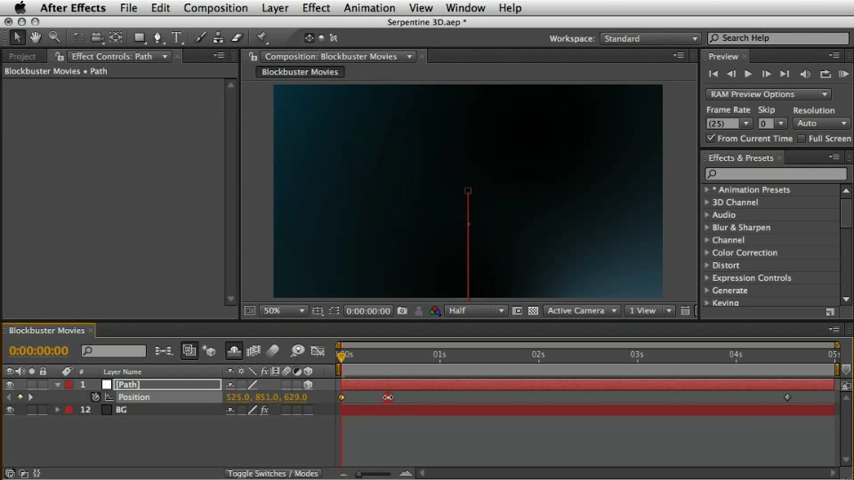 After Effects File Edit Composition Layer Effect Animation View Window Help
Serpentine 3D.aep *
Workspace: Standard Search Help
Project Effect Controls: Path Composition: Blockbuster Movies Preview
Blockbuster Movies • Path Blockbuster Movies
RAM Preview Options
Frame Rate Skip Resolution
(25) 0 Auto
From Current Time Full Screen
Effects & Presets
* Animation Presets
3D Channel
Audio
Blur & Sharpen
Channel
Color Correction
Distort
Expression Controls
Generate
Keying
50% 0:00:00:00 Half Active Camera 1 View
Blockbuster Movies
0:00:00:00 01s 02s 03s 04s
# Layer Name
1 [Path]
Position 525.0, 851.0, 629.0
12 BG
Toggle Switches / Modes